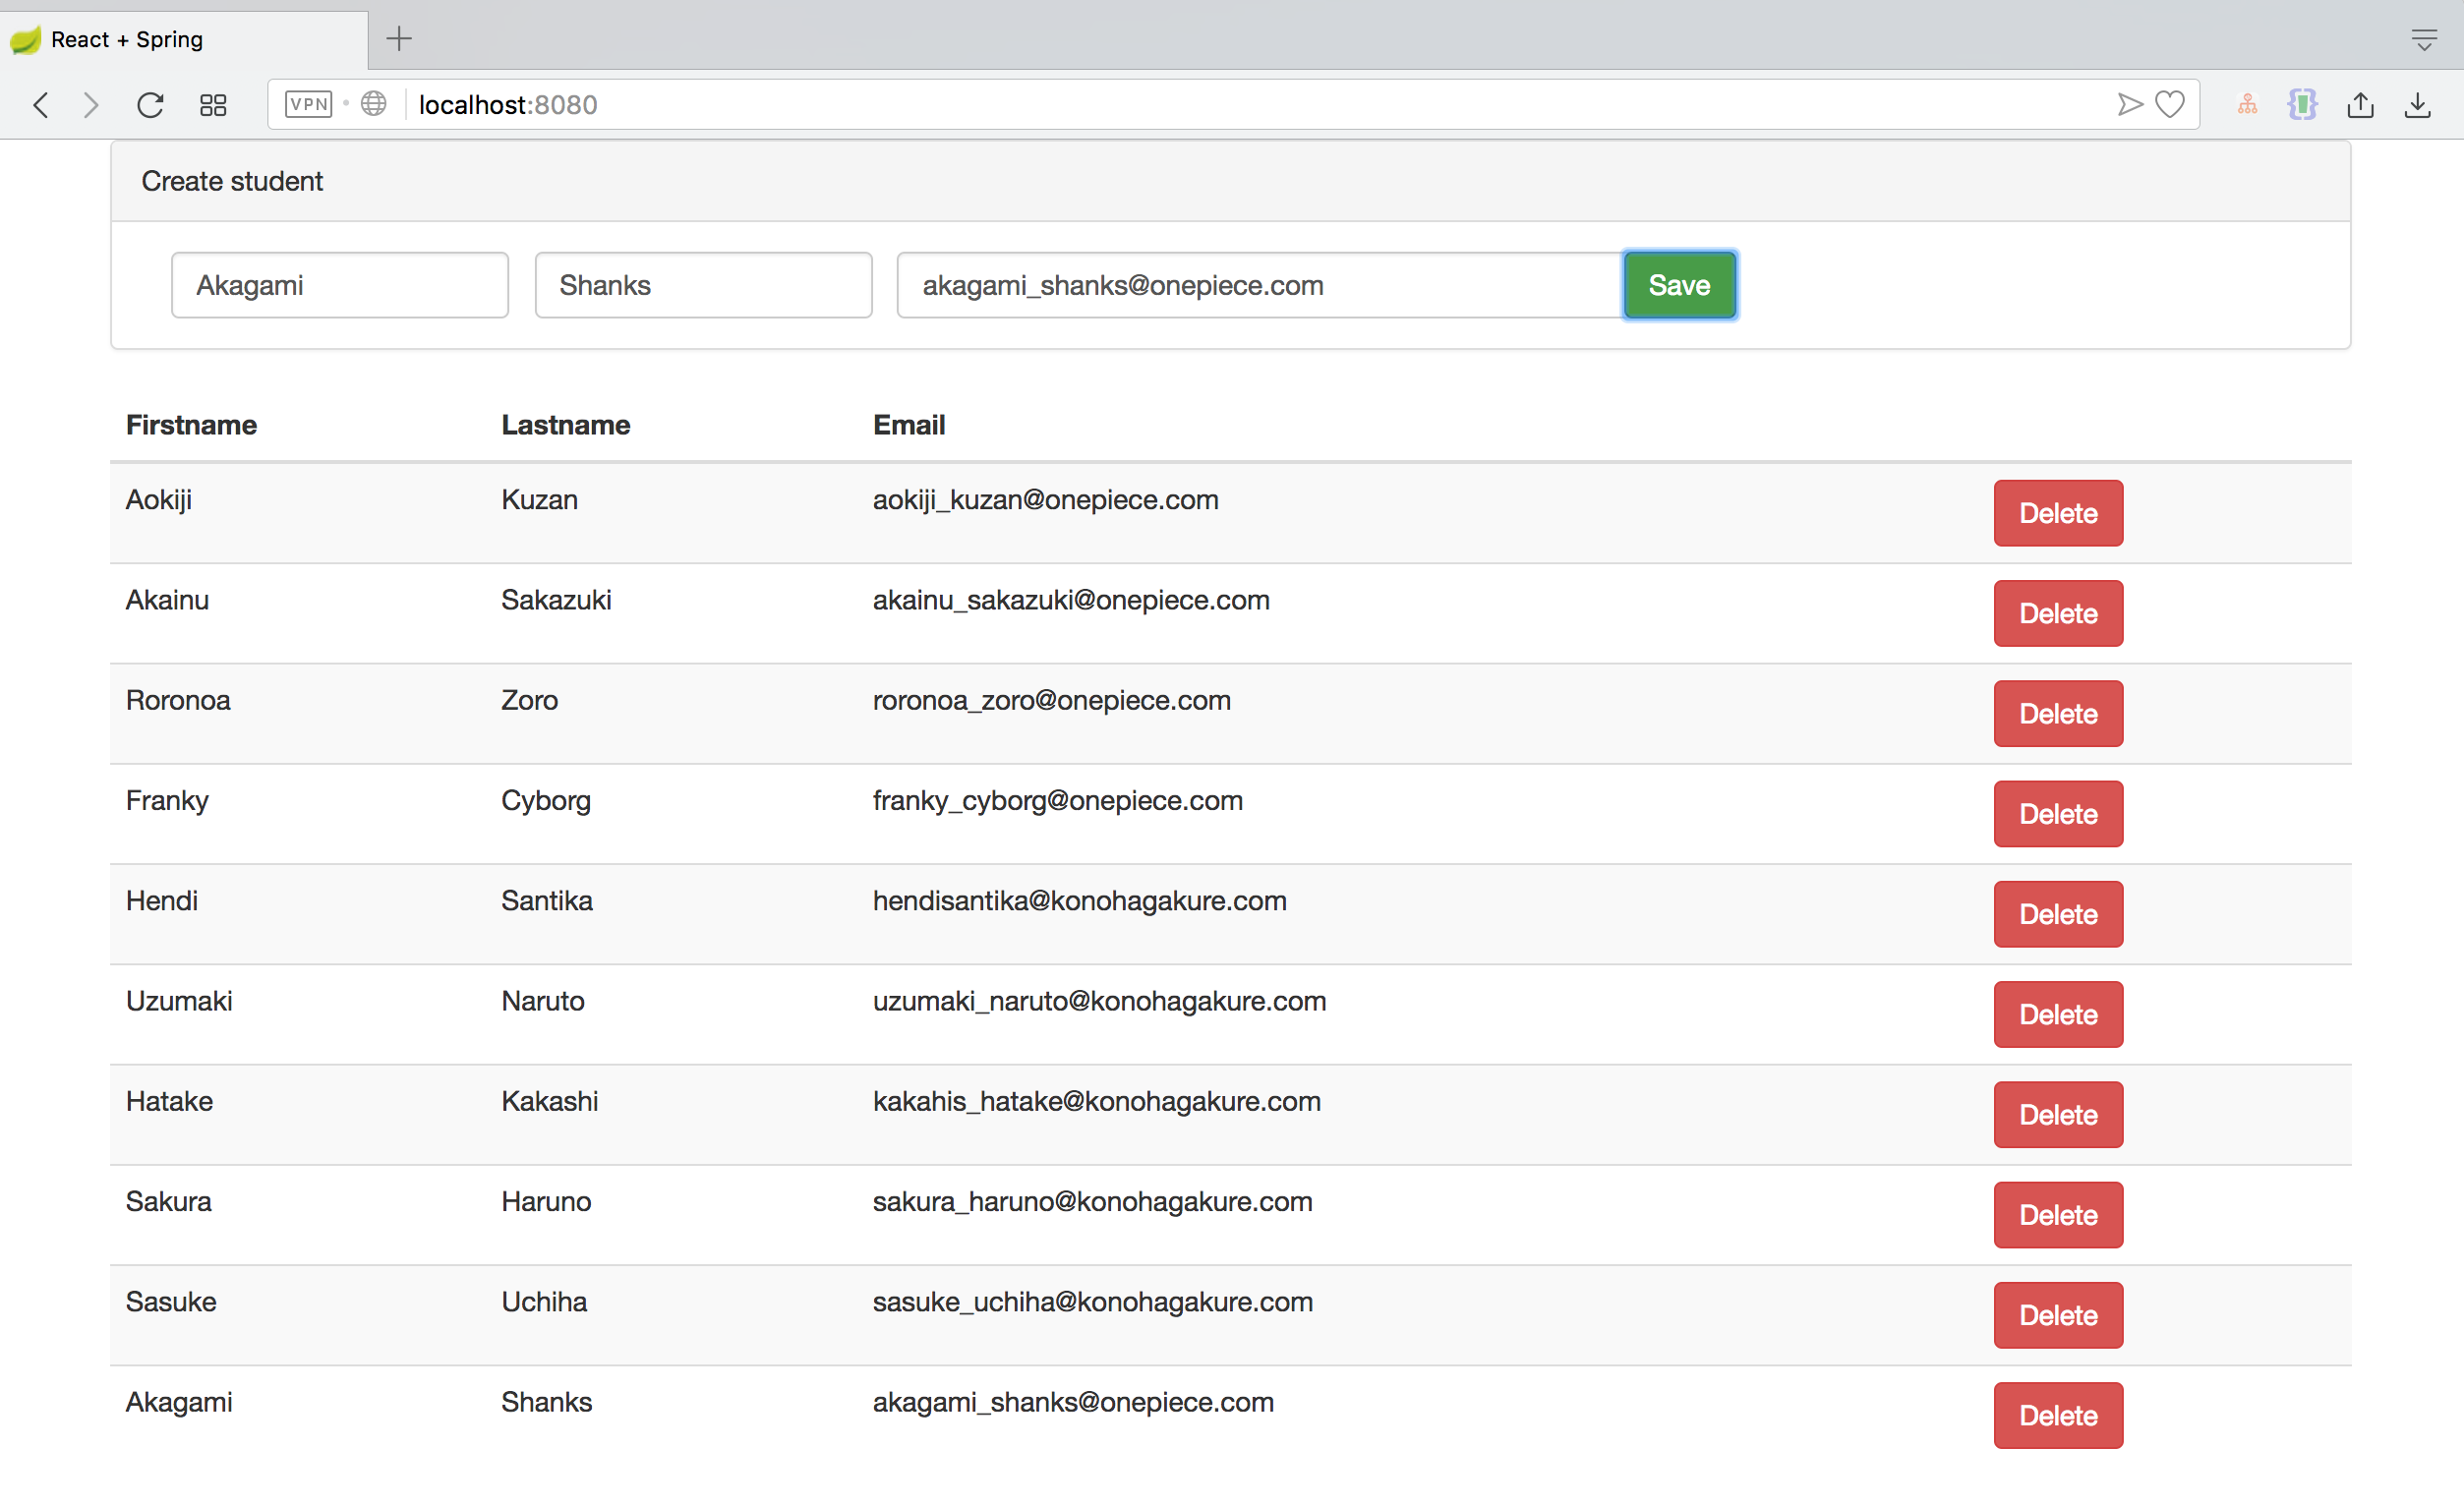 React + Spring
VPN localhost:8080
Create student
Akagami Shanks akagami_shanks@onepiece.com Save
Firstname Lastname Email
Aokiji Kuzan aokiji_kuzan@onepiece.com Delete
Akainu Sakazuki akainu_sakazuki@onepiece.com Delete
Roronoa Zoro roronoa_zoro@onepiece.com Delete
Franky Cyborg franky_cyborg@onepiece.com Delete
Hendi Santika hendisantika@konohagakure.com Delete
Uzumaki Naruto uzumaki_naruto@konohagakure.com Delete
Hatake Kakashi kakahis_hatake@konohagakure.com Delete
Sakura Haruno sakura_haruno@konohagakure.com Delete
Sasuke Uchiha sasuke_uchiha@konohagakure.com Delete
Akagami Shanks akagami_shanks@onepiece.com Delete